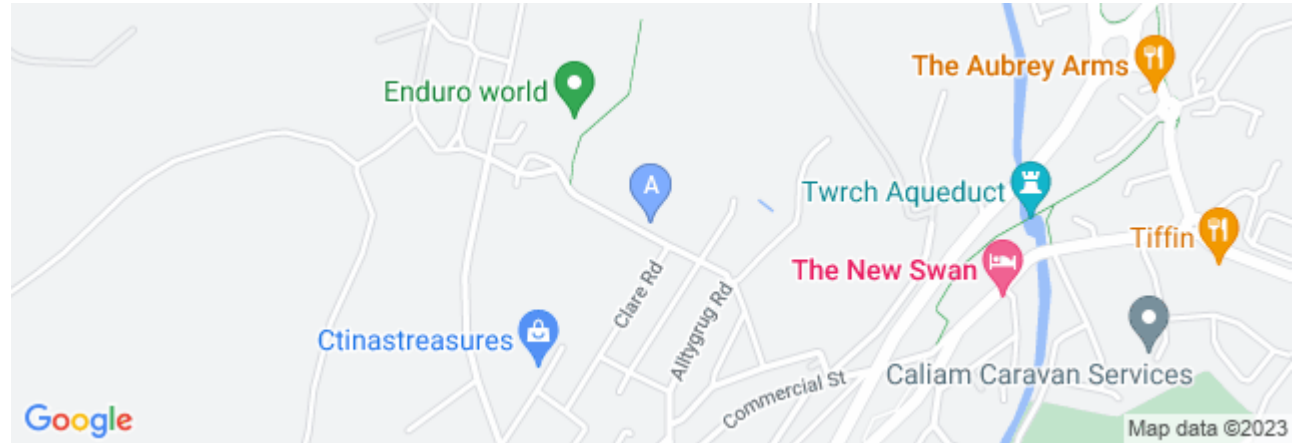 The Aubrey Arms
Enduro world
A
Twrch Aqueduct
Tiffin
The New Swan
Clare Rd
Alltygrug Rd
Ctinastreasures
Commercial St
Caliam Caravan Services
Google
Map data ©2023